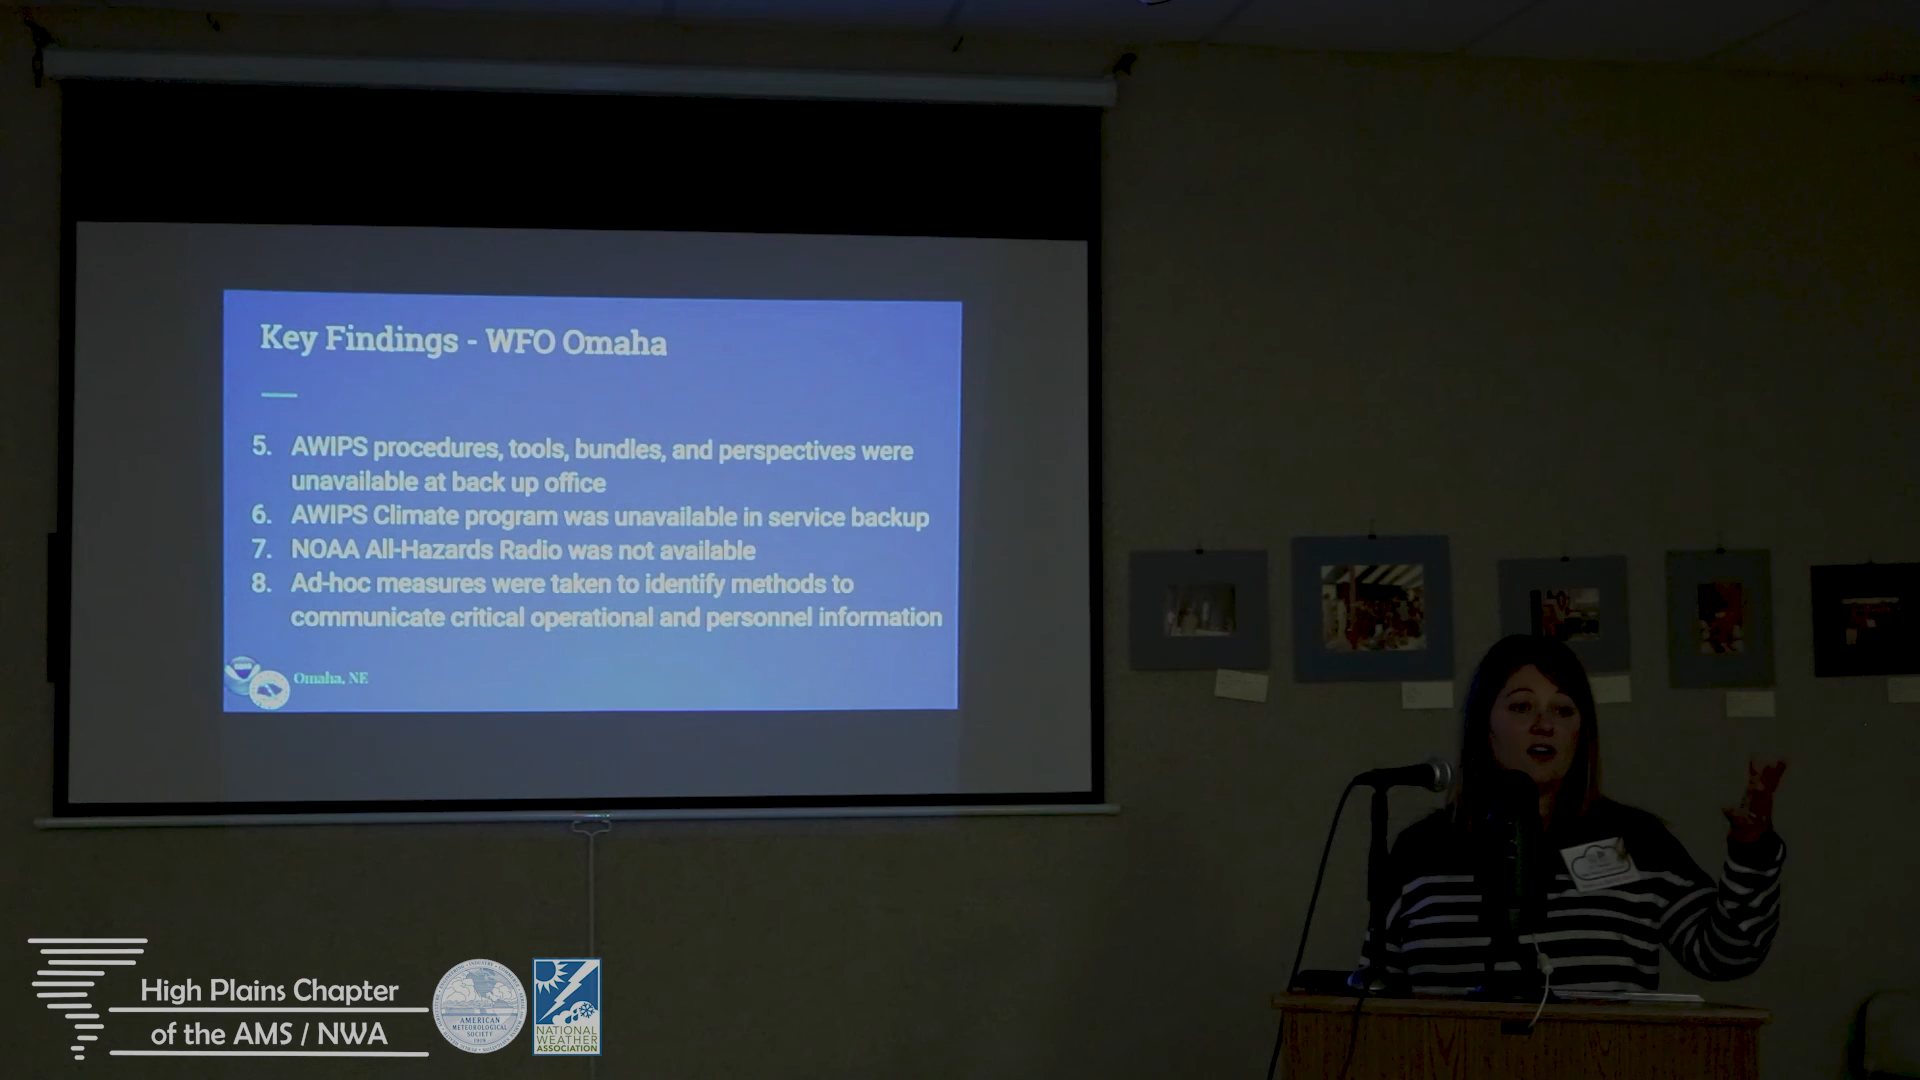 Key Findings - WFO Omaha
5. AWIPS procedures, tools, bundles, and perspectives were
unavailable at back up office
6. AWIPS Climate program was unavailable in service backup
7. NOAA All-Hazards Radio was not available
8. Ad-hoc measures were taken to identify methods to
communicate critical operational and personnel information
Omaha, NE
High Plains Chapter
of the AMS / NWA
AMERICAN
METEOROLOGICAL
SOCIETY
NATIONAL
WEATHER
ASSOCIATION